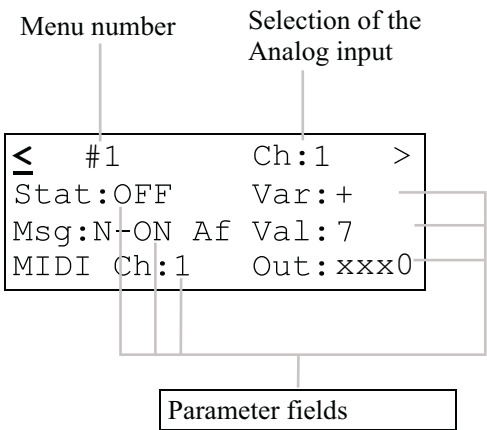 Menu number
Selection of the
Analog input
< #1 Ch:1 >
Stat:OFF Var:+
Msg:N-ON Af Val:7
MIDI Ch:1 Out:xxx0
Parameter fields